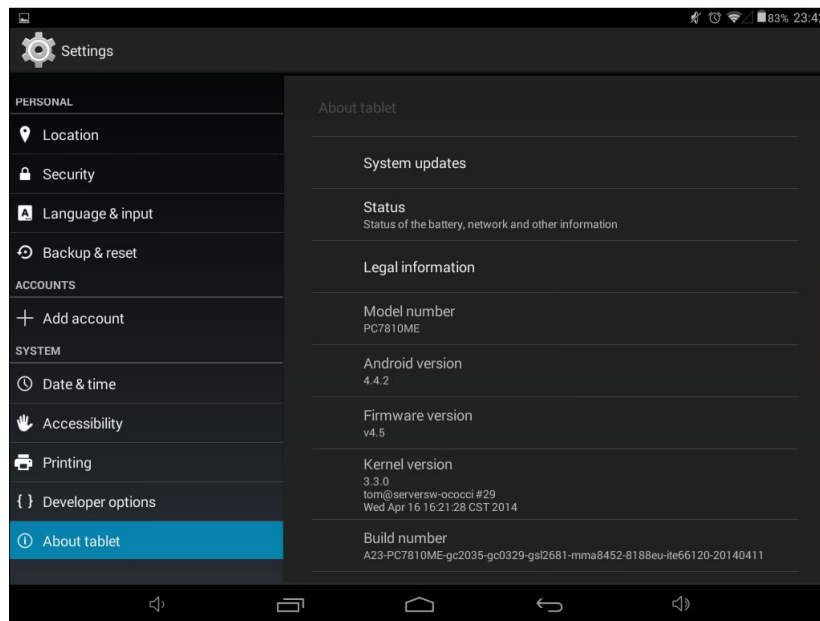 83% 23:42
Settings
PERSONAL
Location
Security
Language & input
Backup & reset
ACCOUNTS
Add account
SYSTEM
Date & time
Accessibility
Printing
{ } Developer options
About tablet
About tablet
System updates
Status
Status of the battery, network and other information
Legal information
Model number
PC7810ME
Android version
4.4.2
Firmware version
v4.5
Kernel version
3.3.0
tom@serversw-ococci #29
Wed Apr 16 16:21:28 CST 2014
Build number
A23-PC7810ME-gc2035-gc0329-gsl2681-mma8452-8188eu-ite66120-20140411